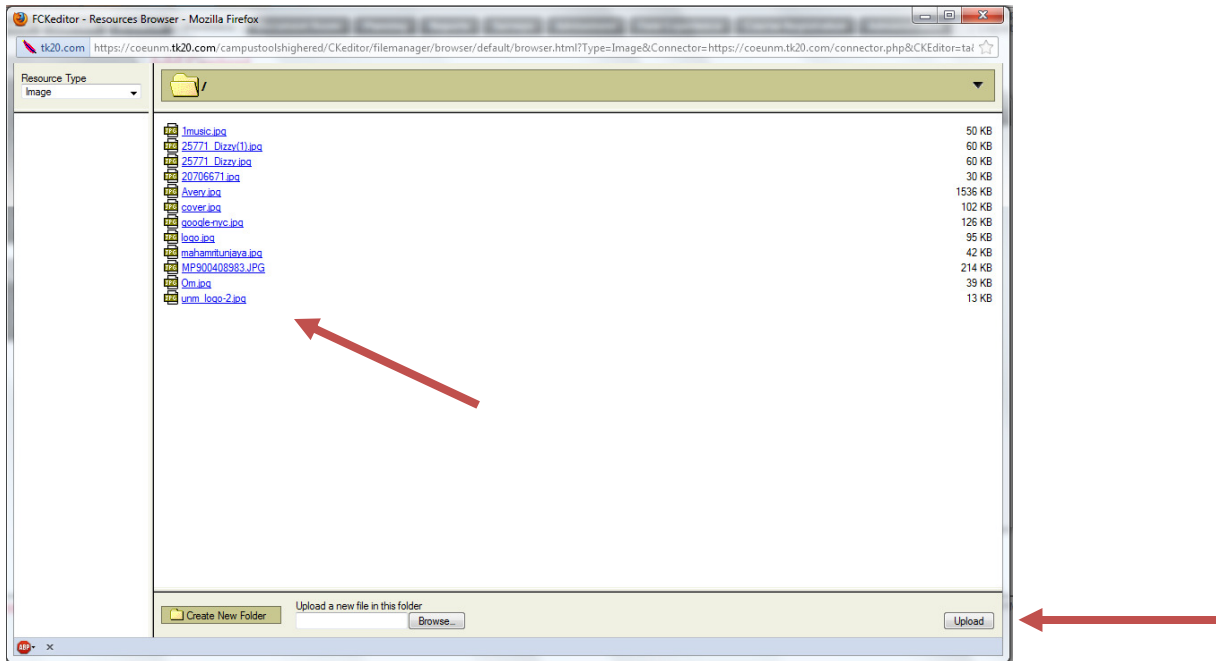 FCKeditor - Resources Browser - Mozilla Firefox
tk20.com https://coeunm.tk20.com/campustoolshighered/CKeditor/filemanager/browser/default/browser.html?Type=Image&Connector=https://coeunm.tk20.com/connector.php&CKEditor=ta
Resource Type
Image
/
1music.jpg 50 KB
25771_Dizzy(1).jpg 60 KB
25771_Dizzy.jpg 60 KB
20706671.jpg 30 KB
Avery.jpg 1536 KB
cover.jpg 102 KB
google-nyc.jpg 126 KB
logo.jpg 95 KB
mahamritunjaya.jpg 42 KB
MP900408983.JPG 214 KB
Om.jpg 39 KB
unm_logo-2.jpg 13 KB
Upload a new file in this folder
Create New Folder Browse... Upload
ABP x